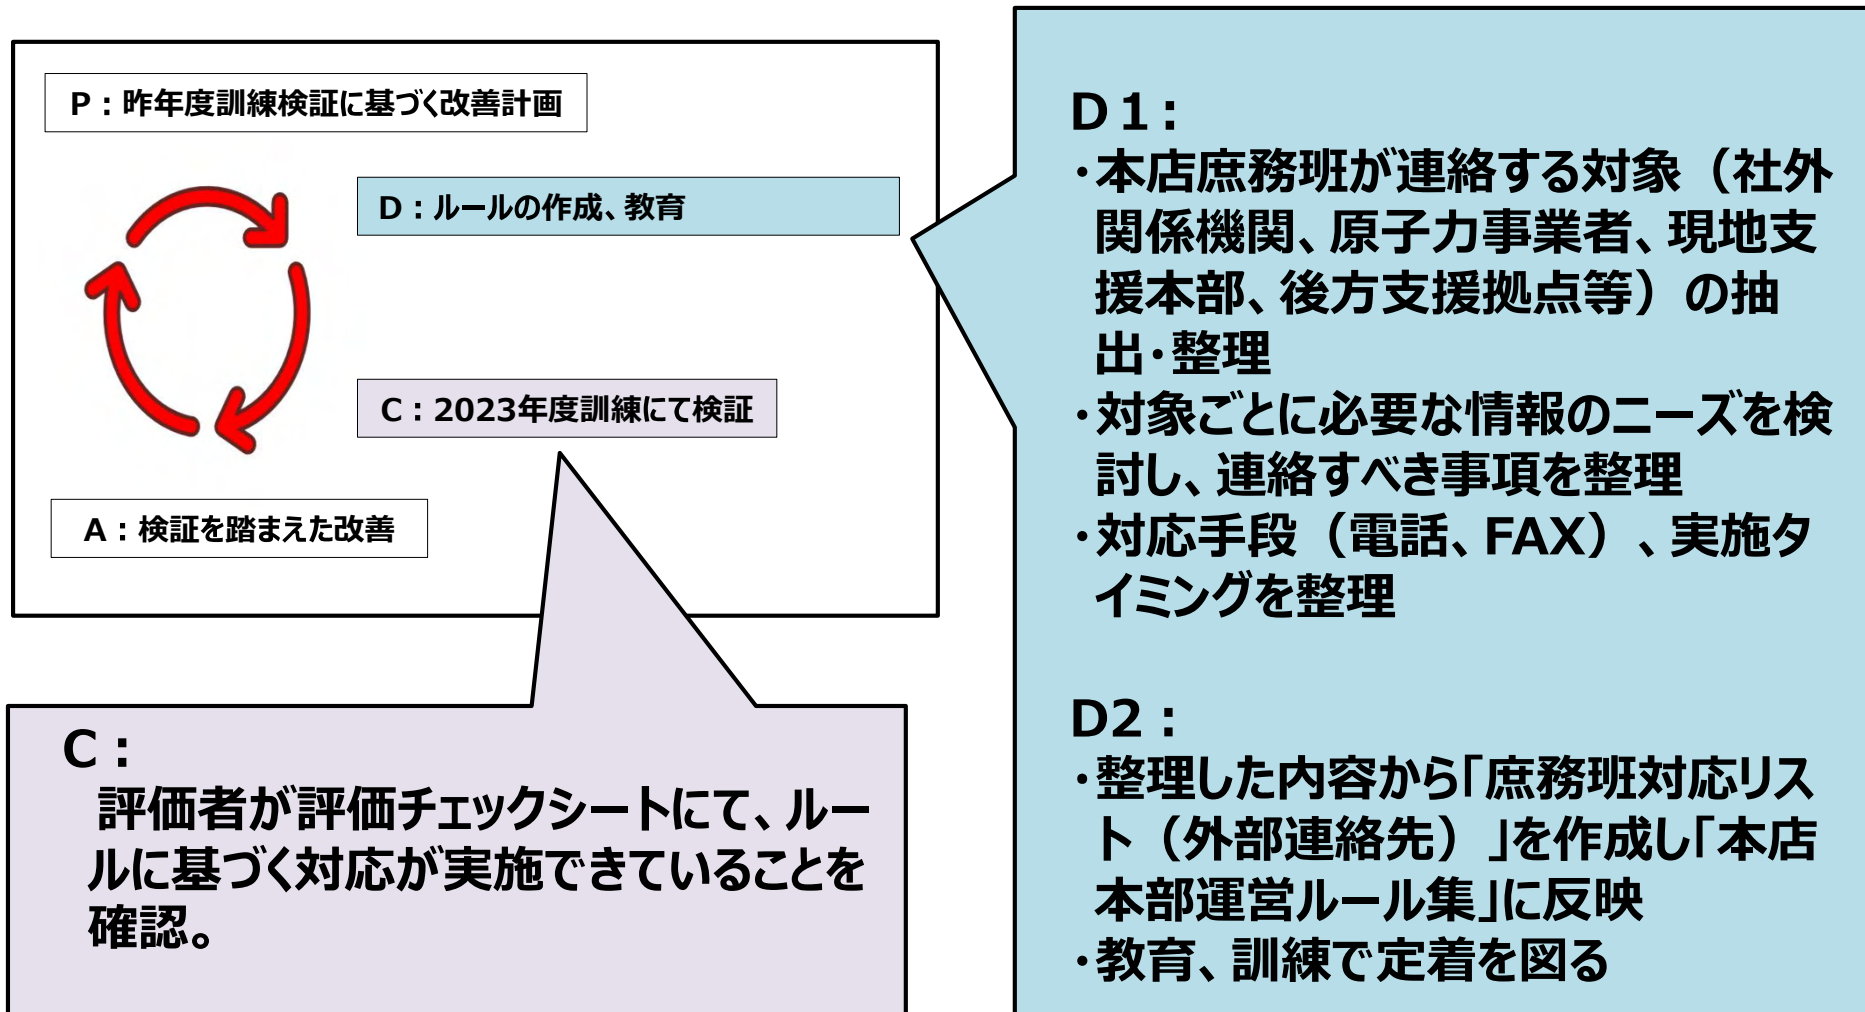 P：昨年度訓練検証に基づく改善計画
D：ルールの作成、教育
C：2023年度訓練にて検証
A：検証を踏まえた改善
C：
評価者が評価チェックシートにて、ルー
ルに基づく対応が実施できていることを
確認。
D１：
・本店庶務班が連絡する対象（社外
関係機関、原子力事業者、現地支
援本部、後方支援拠点等）の抽
出・整理
・対象ごとに必要な情報のニーズを検
討し、連絡すべき事項を整理
・対応手段（電話、FAX）、実施タ
イミングを整理
D2：
・整理した内容から「庶務班対応リス
ト（外部連絡先）」を作成し「本店
本部運営ルール集」に反映
・教育、訓練で定着を図る